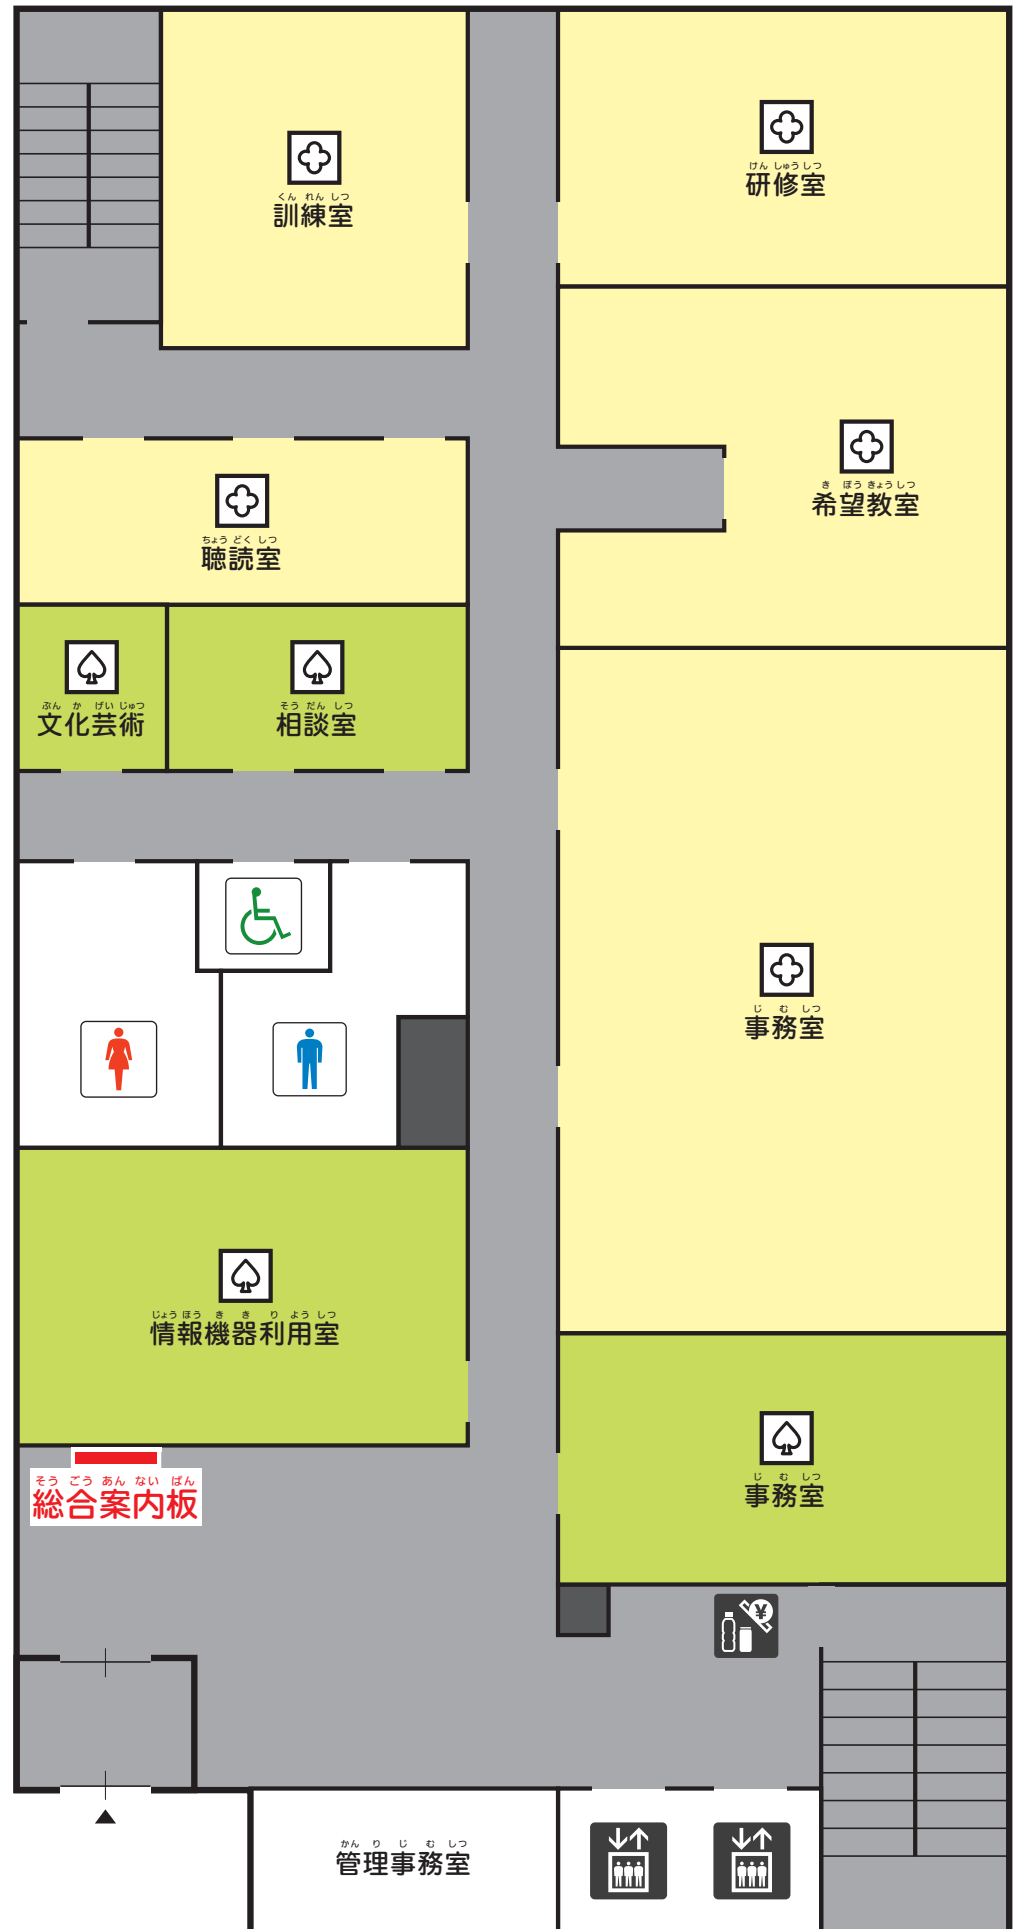 けんしゅうしつ
研修室
くんれんしつ
訓練室
きぼうきょうしつ
希望教室
ちょうどくしつ
聴読室
ぶんかげいじゅつ
文化芸術
そうだんしつ
相談室
じむしつ
事務室
じょうほうききりようしつ
情報機器利用室
じむしつ
事務室
そうごうあんないばん
総合案内板
¥
かんりじむしつ
管理事務室